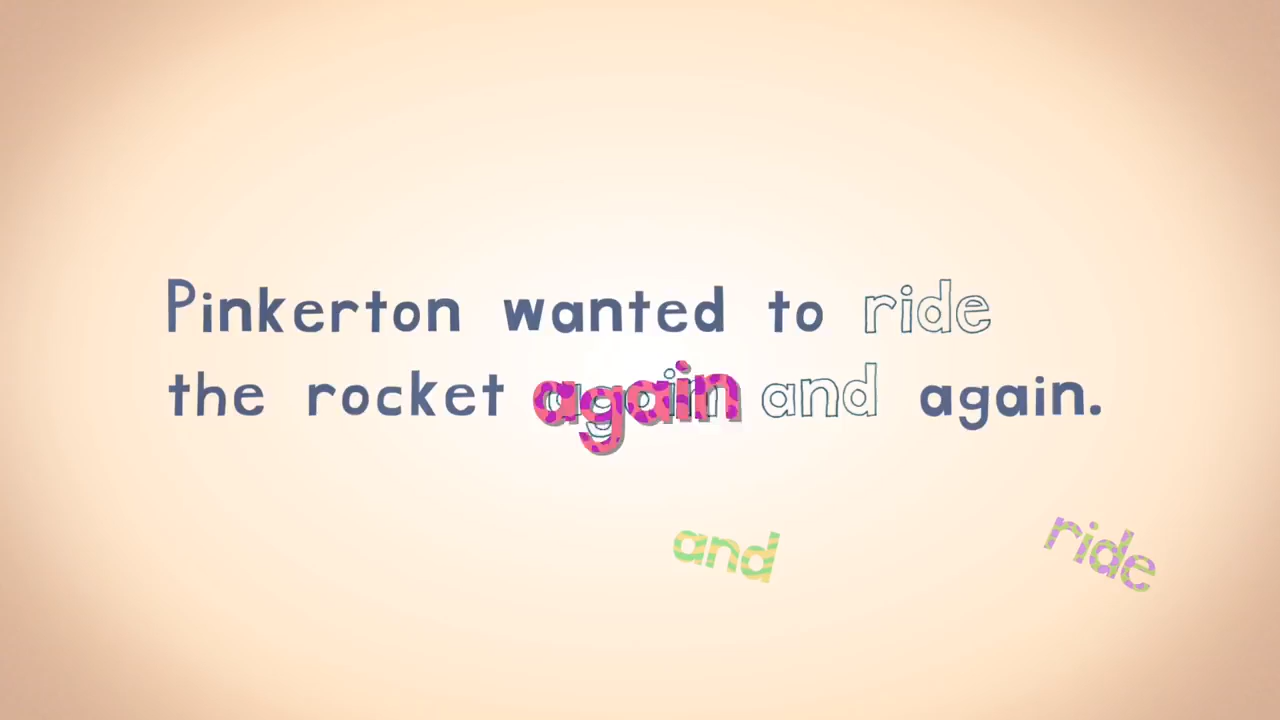 Pinkerton wanted to ride
the rocket again and again.
and
ride